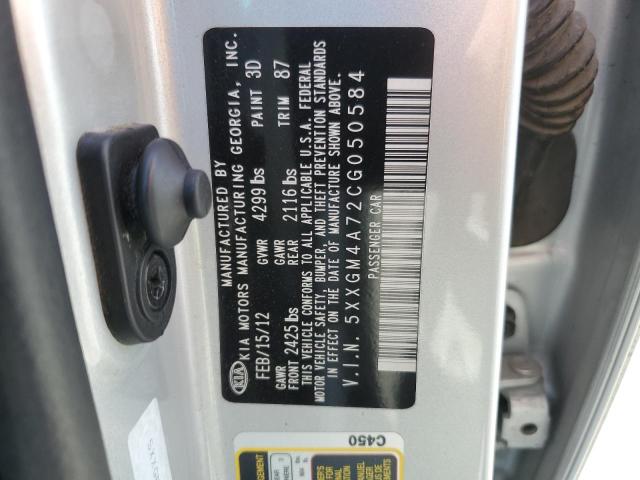 MANUFACTURED BY
KIA MOTORS MANUFACTURING GEORGIA, INC.
KIA
FEB/15/12 GVWR 4299 lbs PAINT 3D
GAWR FRONT 2425 lbs GAWR REAR 2116 lbs TRIM 87
THIS VEHICLE CONFORMS TO ALL APPLICABLE U.S.A. FEDERAL
MOTOR VEHICLE SAFETY, BUMPER, AND THEFT PREVENTION STANDARDS
IN EFFECT ON THE DATE OF MANUFACTURE SHOWN ABOVE.
V.I.N. 5XXGM4A72CG050584
PASSENGER CAR
C450